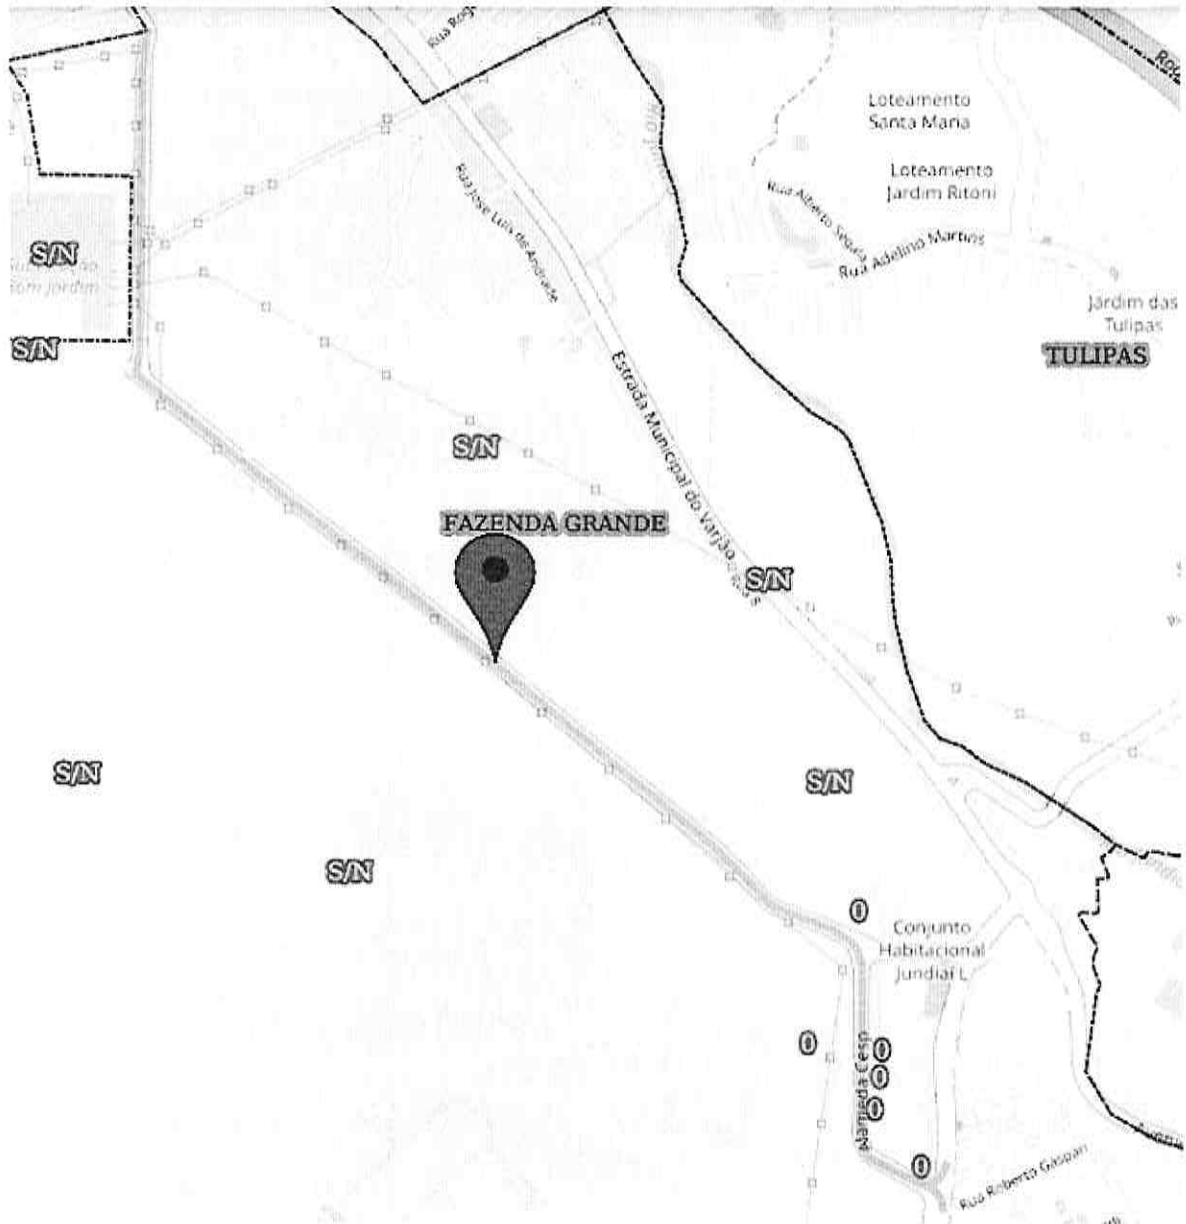 Loteamento
Santa Maria
Loteamento
Jardim Ritoni
Rua Jose Luis de Andrade
Rua Alberto Segala
Rua Adelino Martins
S/N
Jardim das
Tulipas
TULIPAS
S/N
Estrada Municipal do Varjão
S/N
FAZENDA GRANDE
S/N
S/N
S/N
S/N
0
Conjunto
Habitacional
Jundiaí L
0
0
0
0
Alameda Cesp
0
Rua Roberto Gaspari